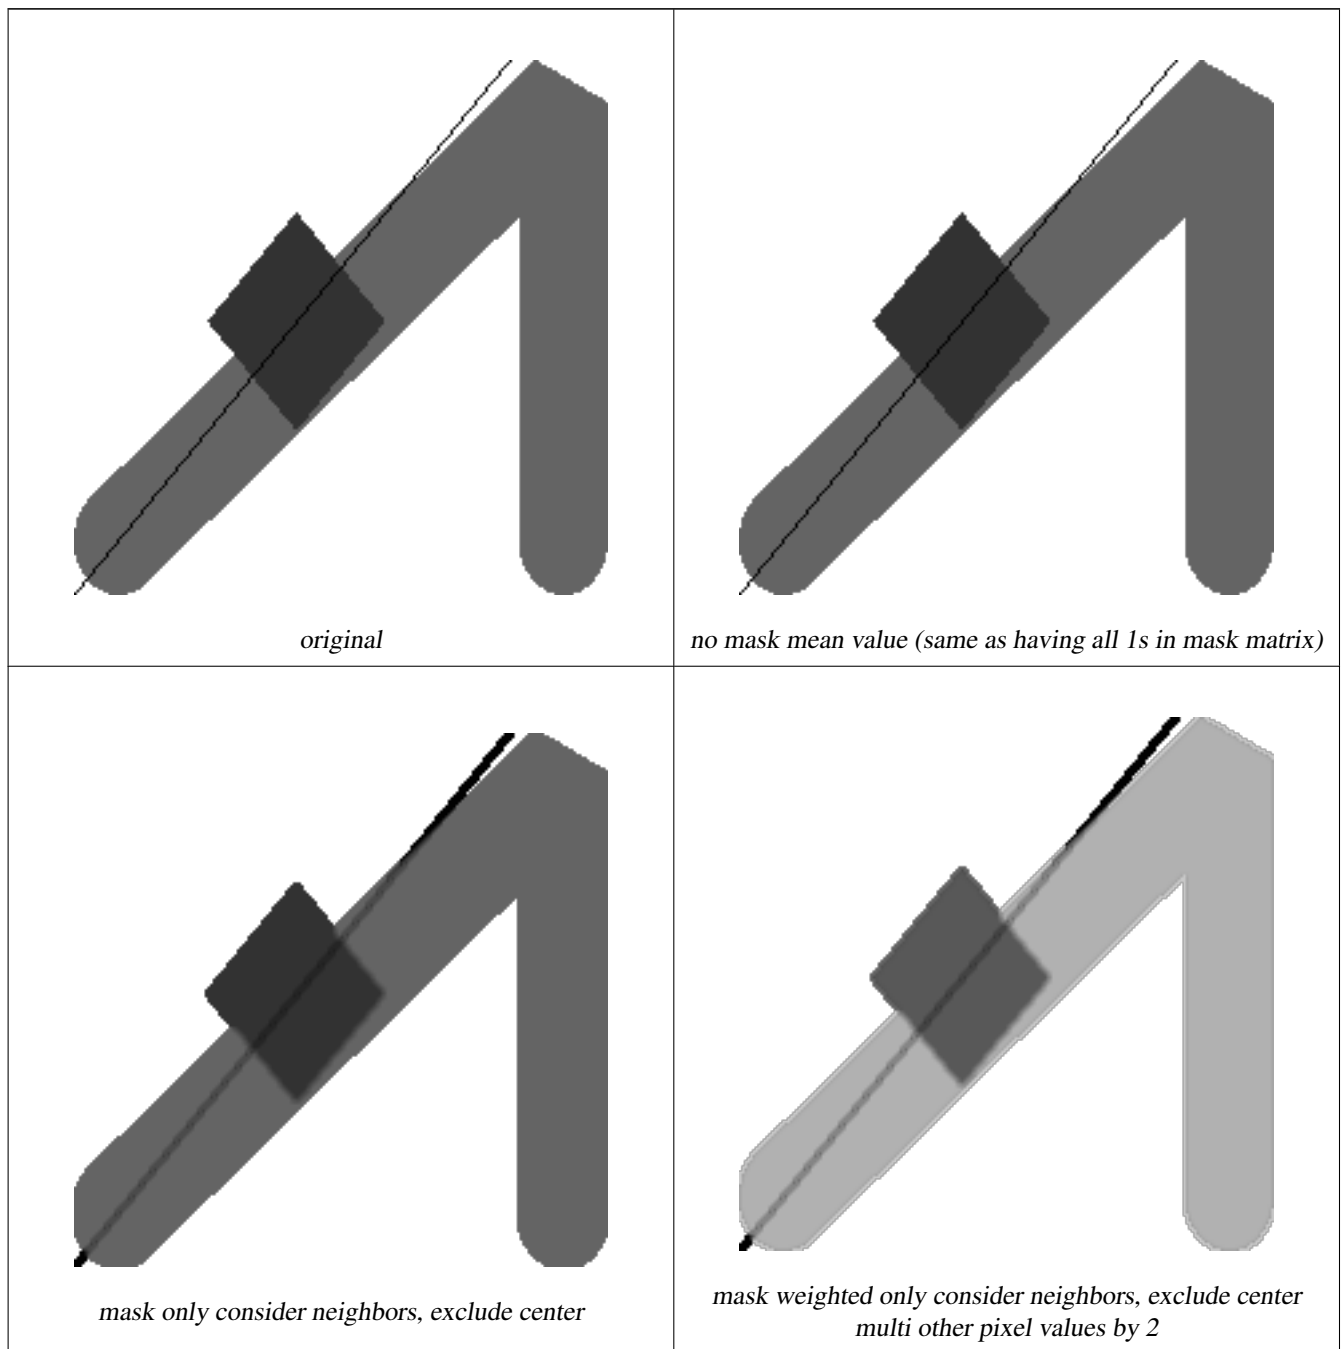 original
no mask mean value (same as having all 1s in mask matrix)
mask only consider neighbors, exclude center
mask weighted only consider neighbors, exclude center
multi other pixel values by 2